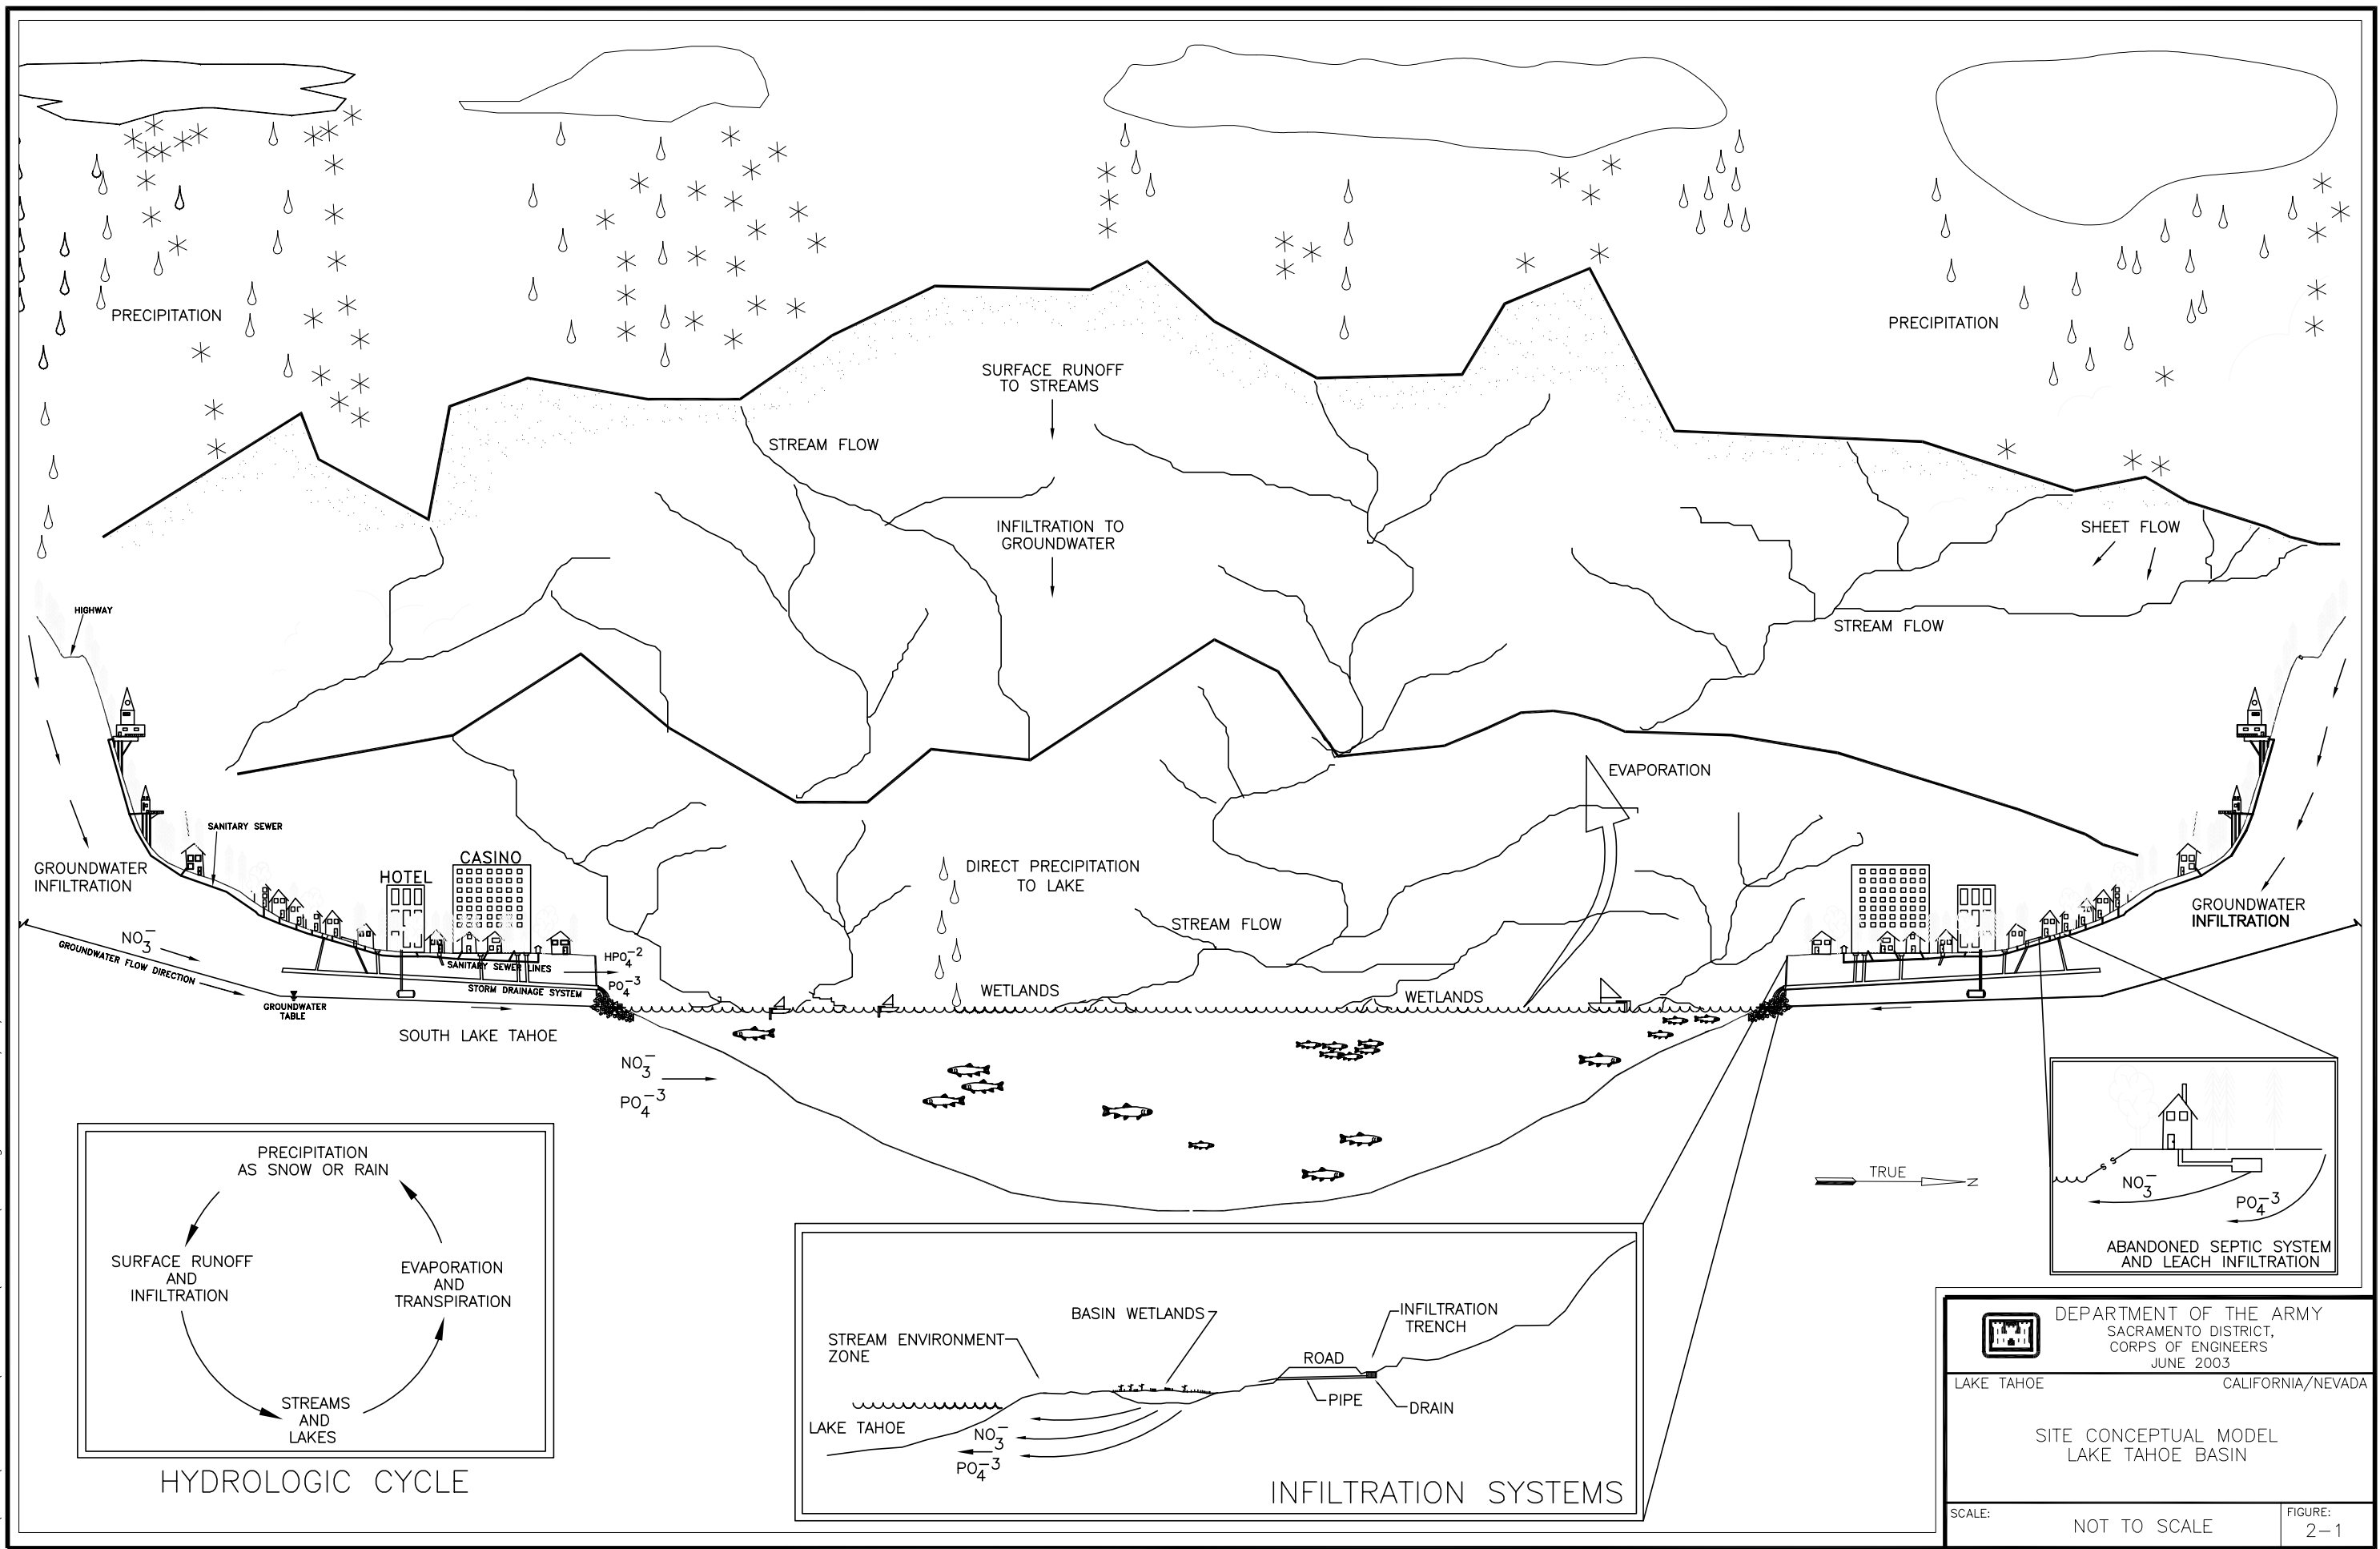 PRECIPITATION
PRECIPITATION
SURFACE RUNOFF
TO STREAMS
STREAM FLOW
INFILTRATION TO
GROUNDWATER
SHEET FLOW
STREAM FLOW
HIGHWAY
EVAPORATION
SANITARY SEWER
GROUNDWATER
INFILTRATION
HOTEL
CASINO
DIRECT PRECIPITATION
TO LAKE
STREAM FLOW
GROUNDWATER
INFILTRATION
NO3−
GROUNDWATER FLOW DIRECTION
SANITARY SEWER LINES
HPO4−2
STORM DRAINAGE SYSTEM
PO4−3
GROUNDWATER
TABLE
WETLANDS
WETLANDS
SOUTH LAKE TAHOE
NO3−
PO4−3
PRECIPITATION
AS SNOW OR RAIN
SURFACE RUNOFF
AND
INFILTRATION
EVAPORATION
AND
TRANSPIRATION
STREAMS
AND
LAKES
HYDROLOGIC CYCLE
STREAM ENVIRONMENT
ZONE
BASIN WETLANDS
INFILTRATION
TRENCH
ROAD
PIPE
DRAIN
LAKE TAHOE
NO3−
PO4−3
INFILTRATION SYSTEMS
TRUE
N
NO3−
PO4−3
ABANDONED SEPTIC SYSTEM
AND LEACH INFILTRATION
DEPARTMENT OF THE ARMY
SACRAMENTO DISTRICT,
CORPS OF ENGINEERS
JUNE 2003
LAKE TAHOE CALIFORNIA/NEVADA
SITE CONCEPTUAL MODEL
LAKE TAHOE BASIN
SCALE:
NOT TO SCALE
FIGURE:
2-1